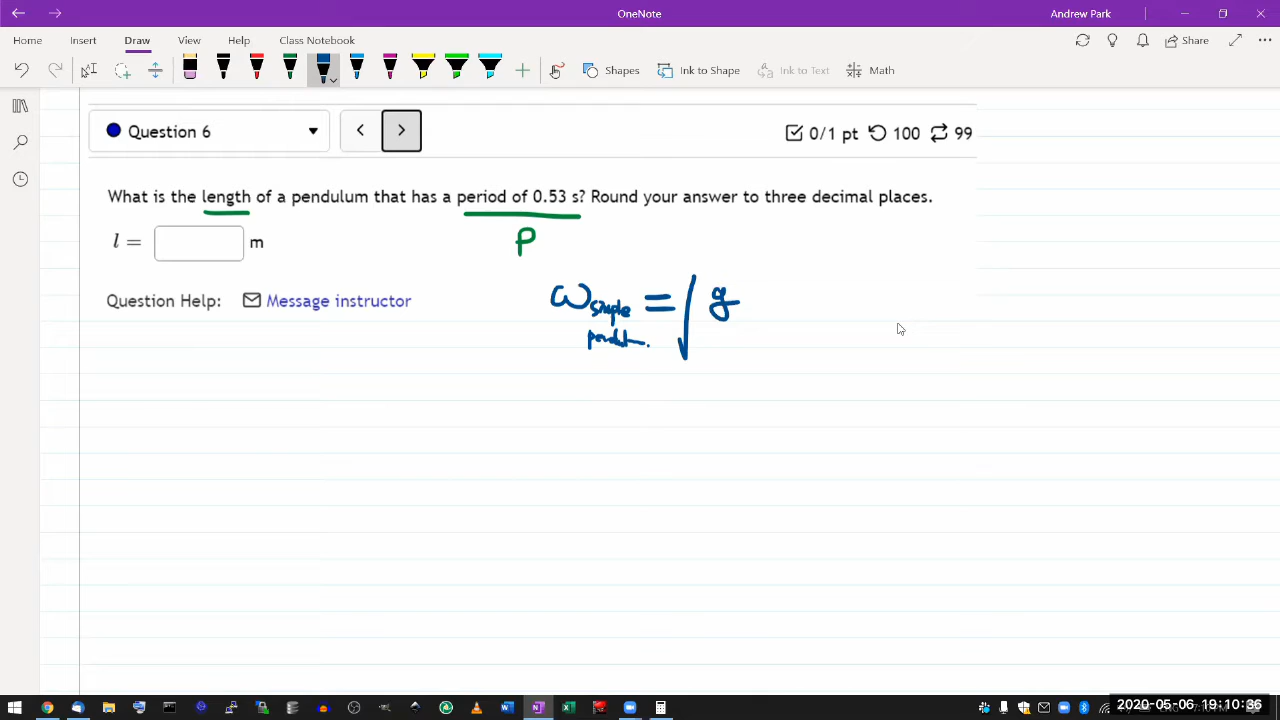 OneNote
Andrew Park
Home Insert Draw View Help Class Notebook
Share
Shapes Ink to Shape Ink to Text Math
Question 6
0/1 pt 100 99
What is the length of a pendulum that has a period of 0.53 s? Round your answer to three decimal places.
l = m
P
Question Help: Message instructor
ω simple = √ g
2020-05-06 19:10:36